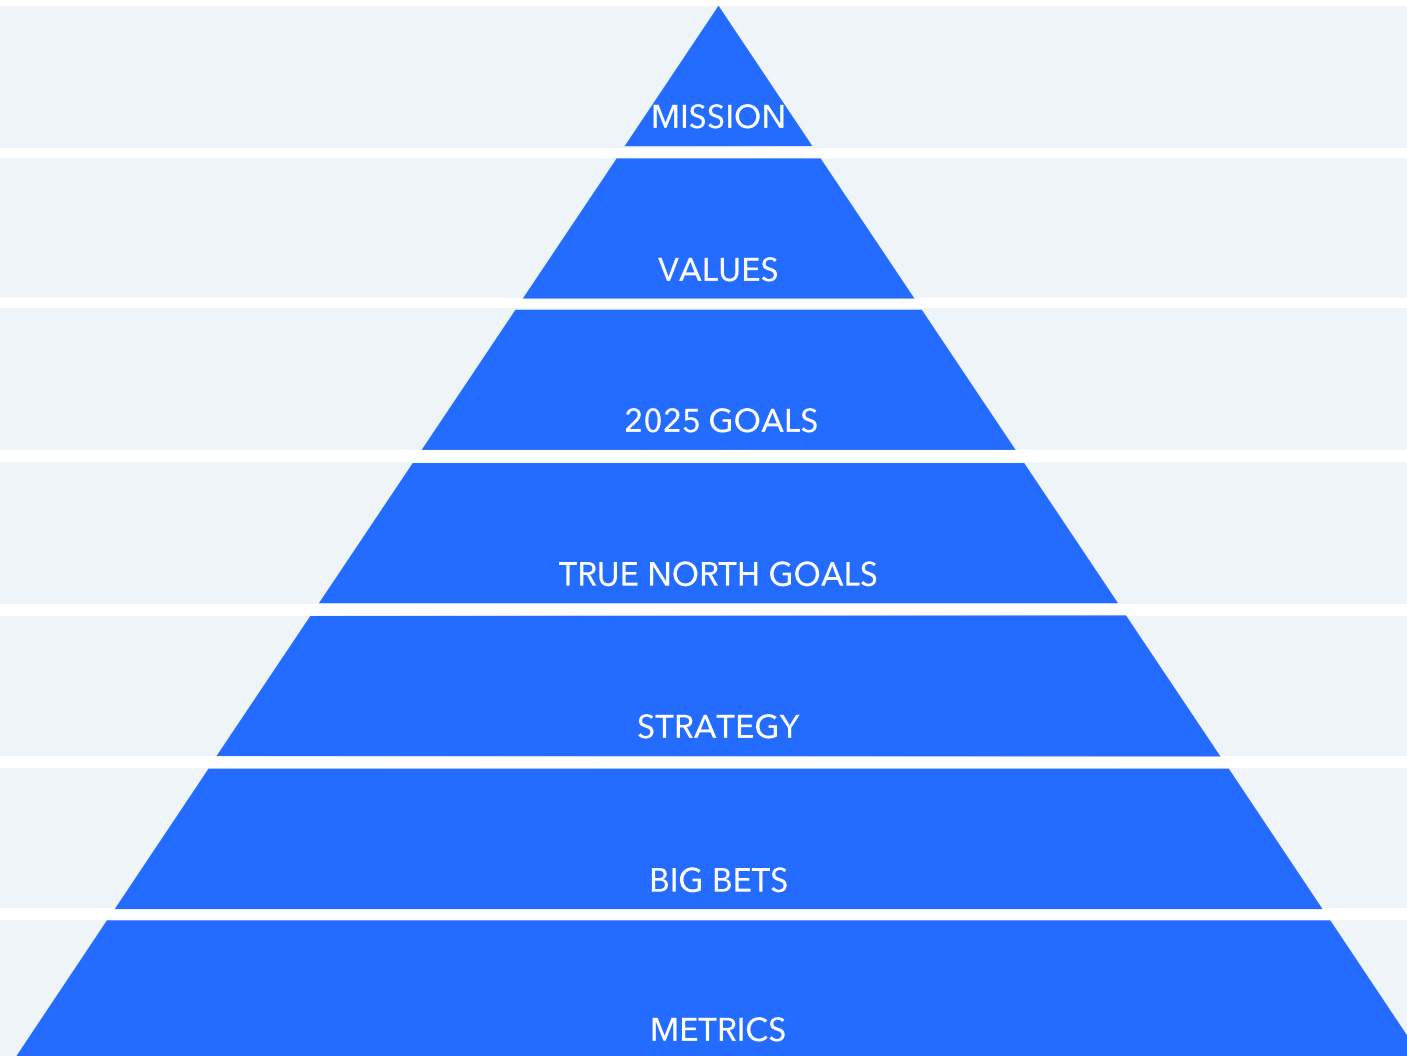 MISSION
VALUES
2025 GOALS
TRUE NORTH GOALS
STRATEGY
BIG BETS
METRICS